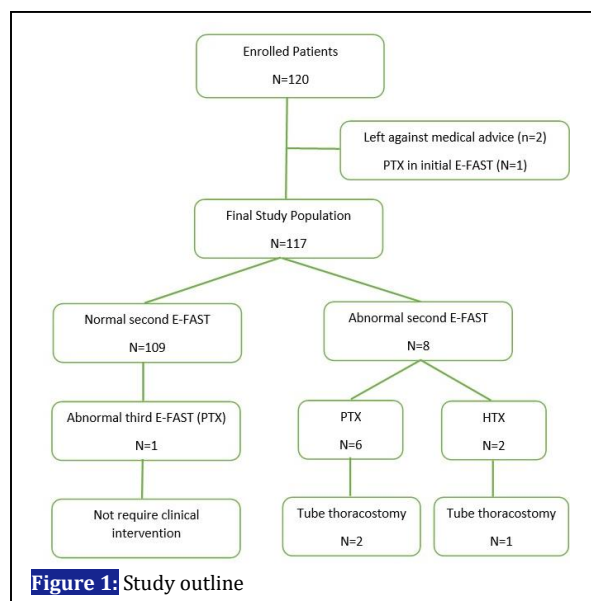 Enrolled Patients
N=120
Left against medical advice (n=2)
PTX in initial E-FAST (N=1)
Final Study Population
N=117
Normal second E-FAST
N=109
Abnormal second E-FAST
N=8
Abnormal third E-FAST (PTX)
N=1
PTX
N=6
HTX
N=2
Not require clinical
intervention
Tube thoracostomy
N=2
Tube thoracostomy
N=1
Figure 1: Study outline